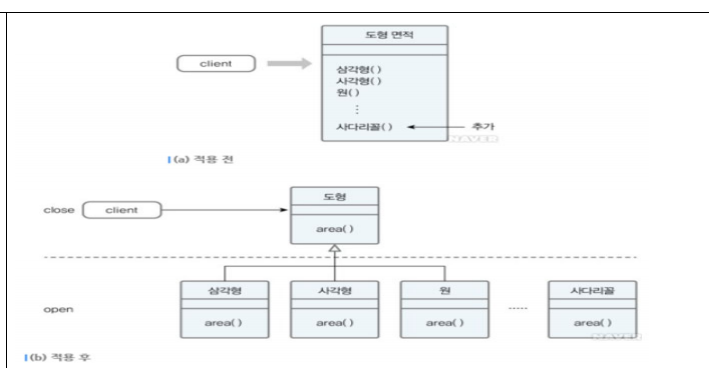 도형 면적
client
삼각형( )
사각형( )
원( )
⋮
사다리꼴( )
추가
NAVER
(a) 적용 전
도형
close
client
area( )
삼각형
사각형
원
사다리꼴
open
area( )
area( )
area( )
.....
area( )
NAVER
(b) 적용 후